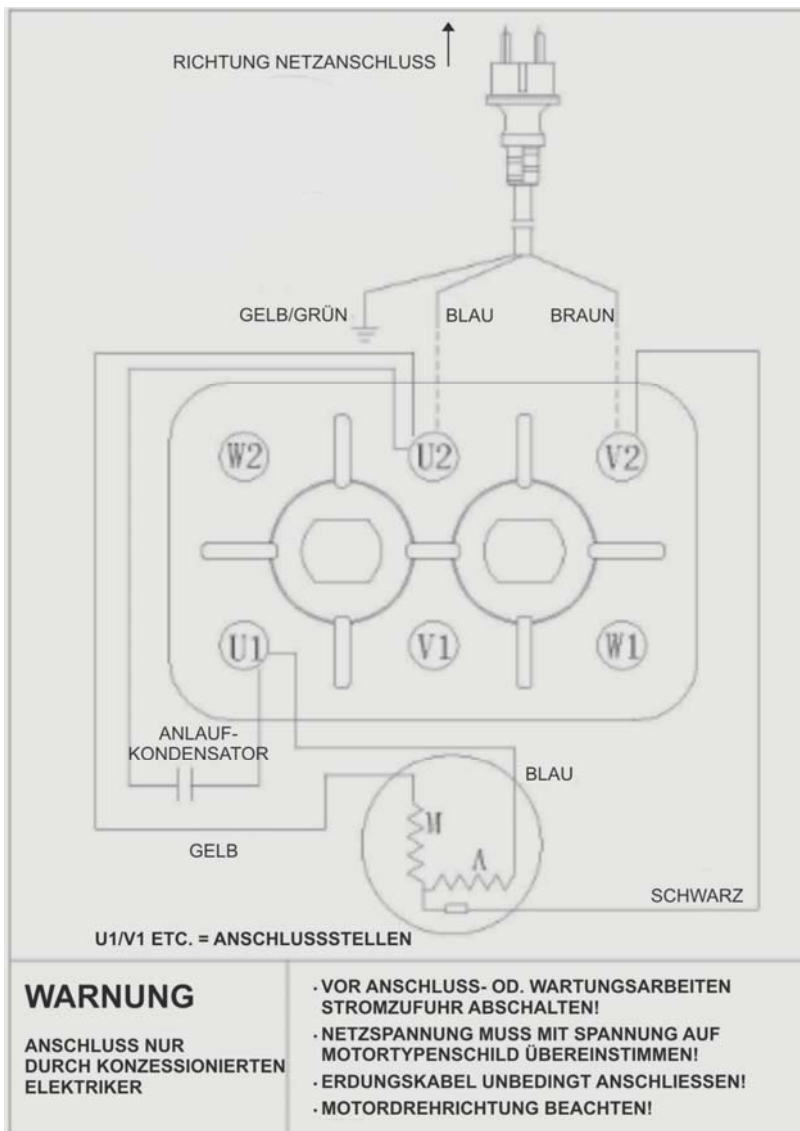 RICHTUNG NETZANSCHLUSS
GELB/GRÜN
BLAU
BRAUN
W2
U2
V2
U1
V1
W1
ANLAUF-
KONDENSATOR
BLAU
M
A
GELB
SCHWARZ
U1/V1 ETC. = ANSCHLUSSSTELLEN
WARNUNG
ANSCHLUSS NUR
DURCH KONZESSIONIERTEN
ELEKTRIKER
· VOR ANSCHLUSS- OD. WARTUNGSARBEITEN
STROMZUFUHR ABSCHALTEN!
· NETZSPANNUNG MUSS MIT SPANNUNG AUF
MOTORTYPENSCHILD ÜBEREINSTIMMEN!
· ERDUNGSKABEL UNBEDINGT ANSCHLIESSEN!
· MOTORDREHRICHTUNG BEACHTEN!